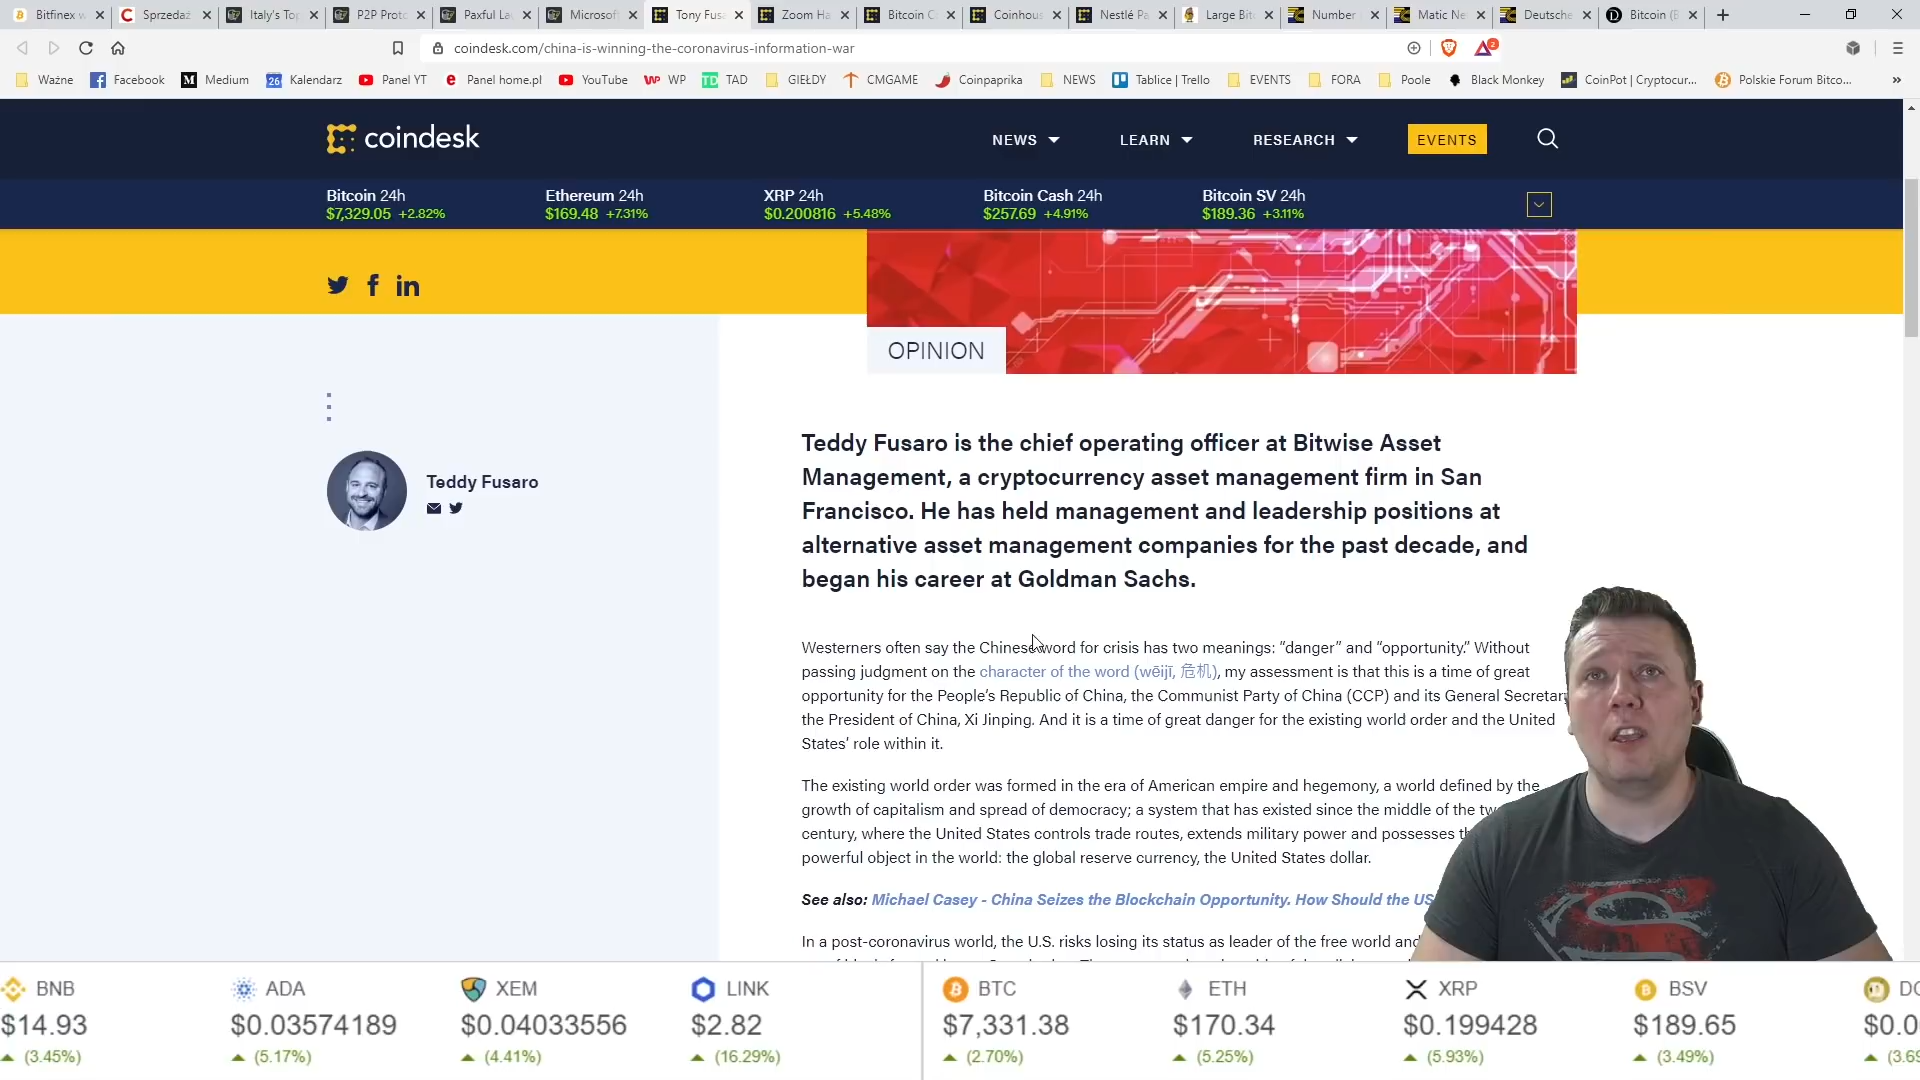 Bitfinex w
Sprzedaż
Italy's To
P2P Prot
Paxful La
Microsof
Tony Fus
Zoom Ha
Bitcoin C
Coinhous
Nestlé Pa
Large Bit
Number
Matic Ne
Deutsche
Bitcoin (B
coindesk.com/china-is-winning-the-coronavirus-information-war
2
Ważne
Facebook
Medium
26 Kalendarz
Panel YT
Panel home.pl
YouTube
WP
TAD
GIEŁDY
CMGAME
Coinpaprika
NEWS
Tablice | Trello
EVENTS
FORA
Poole
Black Monkey
CoinPot | Cryptocur...
Polskie Forum Bitco...
coindesk
NEWS
LEARN
RESEARCH
EVENTS
Bitcoin 24h
$7,329.05 +2.82%
Ethereum 24h
$169.48 +7.31%
XRP 24h
$0.200816 +5.48%
Bitcoin Cash 24h
$257.69 +4.91%
Bitcoin SV 24h
$189.36 +3.11%
OPINION
Teddy Fusaro
Teddy Fusaro is the chief operating officer at Bitwise Asset
Management, a cryptocurrency asset management firm in San
Francisco. He has held management and leadership positions at
alternative asset management companies for the past decade, and
began his career at Goldman Sachs.
Westerners often say the Chinese word for crisis has two meanings: “danger” and “opportunity.” Without
passing judgment on the character of the word (wēijī, 危机), my assessment is that this is a time of great
opportunity for the People’s Republic of China, the Communist Party of China (CCP) and its General Secretar
the President of China, Xi Jinping. And it is a time of great danger for the existing world order and the United
States’ role within it.
The existing world order was formed in the era of American empire and hegemony, a world defined by the
growth of capitalism and spread of democracy; a system that has existed since the middle of the tw
century, where the United States controls trade routes, extends military power and possesses th
powerful object in the world: the global reserve currency, the United States dollar.
See also: Michael Casey - China Seizes the Blockchain Opportunity. How Should the US
In a post-coronavirus world, the U.S. risks losing its status as leader of the free world and
BNB
$14.93
(3.45%)
ADA
$0.03574189
(5.17%)
XEM
$0.04033556
(4.41%)
LINK
$2.82
(16.29%)
BTC
$7,331.38
(2.70%)
ETH
$170.34
(5.25%)
XRP
$0.199428
(5.93%)
BSV
$189.65
(3.49%)
DO
$0.0
(3.69